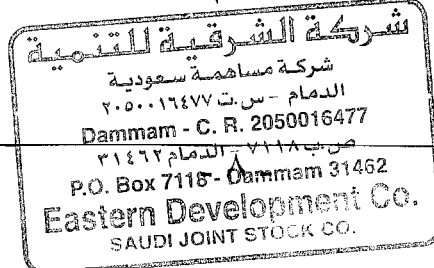 شركة الشرقية للتنمية
شركة مساهمة سعودية
الدمام - س.ت ٢٠٥٠٠١٦٤٧٧
Dammam - C. R. 2050016477
ص.ب ٧١١٨ - الدمام ٣١٤٦٢
P.O. Box 7118 - Dammam 31462
Eastern Development Co.
SAUDI JOINT STOCK CO.